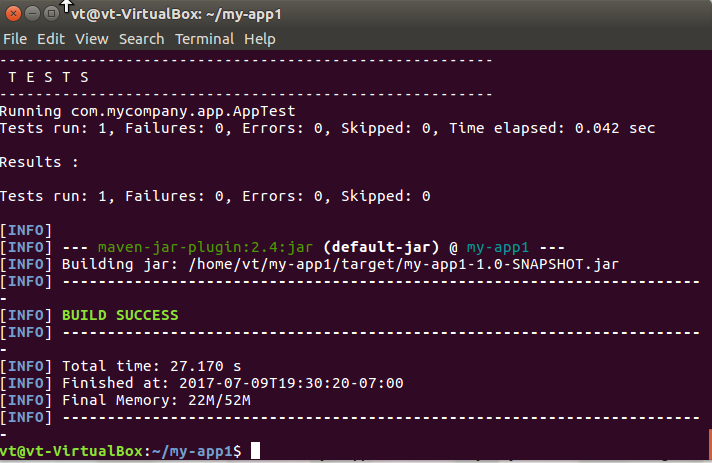 vt@vt-VirtualBox: ~/my-app1
File Edit View Search Terminal Help
-------------------------------------------------------
 T E S T S
-------------------------------------------------------
Running com.mycompany.app.AppTest
Tests run: 1, Failures: 0, Errors: 0, Skipped: 0, Time elapsed: 0.042 sec
Results :
Tests run: 1, Failures: 0, Errors: 0, Skipped: 0
[INFO]
[INFO] --- maven-jar-plugin:2.4:jar (default-jar) @ my-app1 ---
[INFO] Building jar: /home/vt/my-app1/target/my-app1-1.0-SNAPSHOT.jar
[INFO] -----------------------------------------------------------------------
-
[INFO] BUILD SUCCESS
[INFO] -----------------------------------------------------------------------
-
[INFO] Total time: 27.170 s
[INFO] Finished at: 2017-07-09T19:30:20-07:00
[INFO] Final Memory: 22M/52M
[INFO] -----------------------------------------------------------------------
-
vt@vt-VirtualBox:~/my-app1$